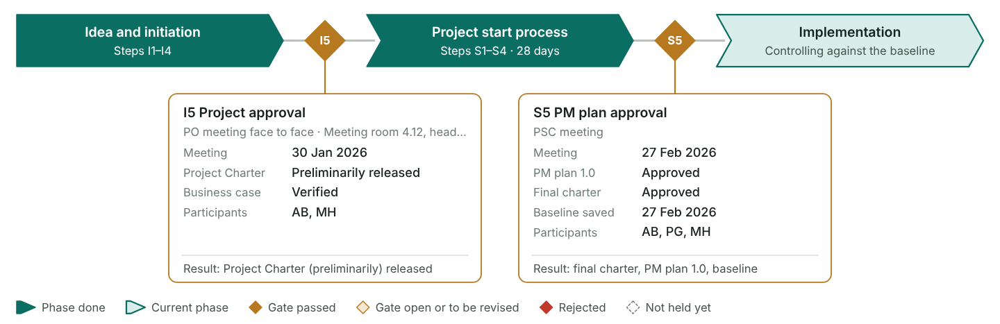 Idea and initiation
Steps I1–I4
I5
Project start process
Steps S1–S4 · 28 days
S5
Implementation
Controlling against the baseline
I5 Project approval
PO meeting face to face · Meeting room 4.12, head...
Meeting 30 Jan 2026
Project Charter Preliminarily released
Business case Verified
Participants AB, MH
Result: Project Charter (preliminarily) released
S5 PM plan approval
PSC meeting
Meeting 27 Feb 2026
PM plan 1.0 Approved
Final charter Approved
Baseline saved 27 Feb 2026
Participants AB, PG, MH
Result: final charter, PM plan 1.0, baseline
Phase done
Current phase
Gate passed
Gate open or to be revised
Rejected
Not held yet